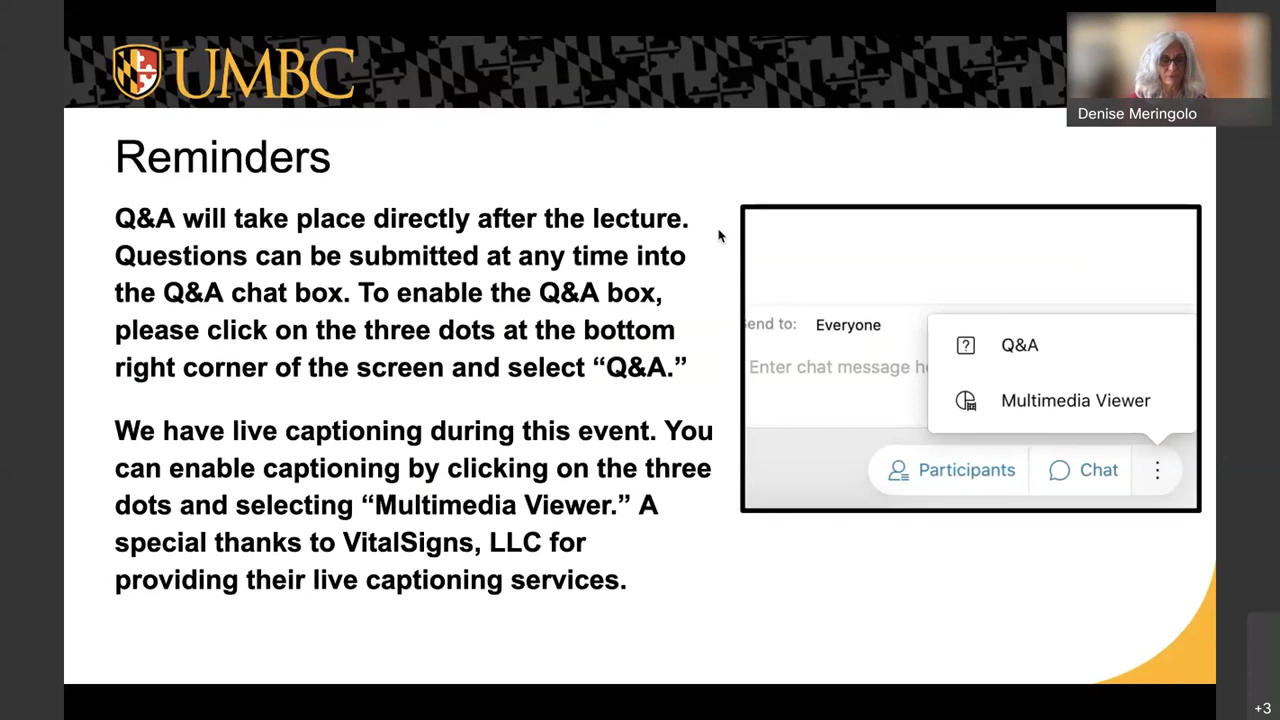 UMBC
Denise Meringolo
Reminders
Q&A will take place directly after the lecture.
Questions can be submitted at any time into
the Q&A chat box. To enable the Q&A box,
please click on the three dots at the bottom
right corner of the screen and select “Q&A.”
We have live captioning during this event. You
can enable captioning by clicking on the three
dots and selecting “Multimedia Viewer.” A
special thanks to VitalSigns, LLC for
providing their live captioning services.
end to: Everyone
Enter chat message he
Q&A
Multimedia Viewer
Participants
Chat
+3